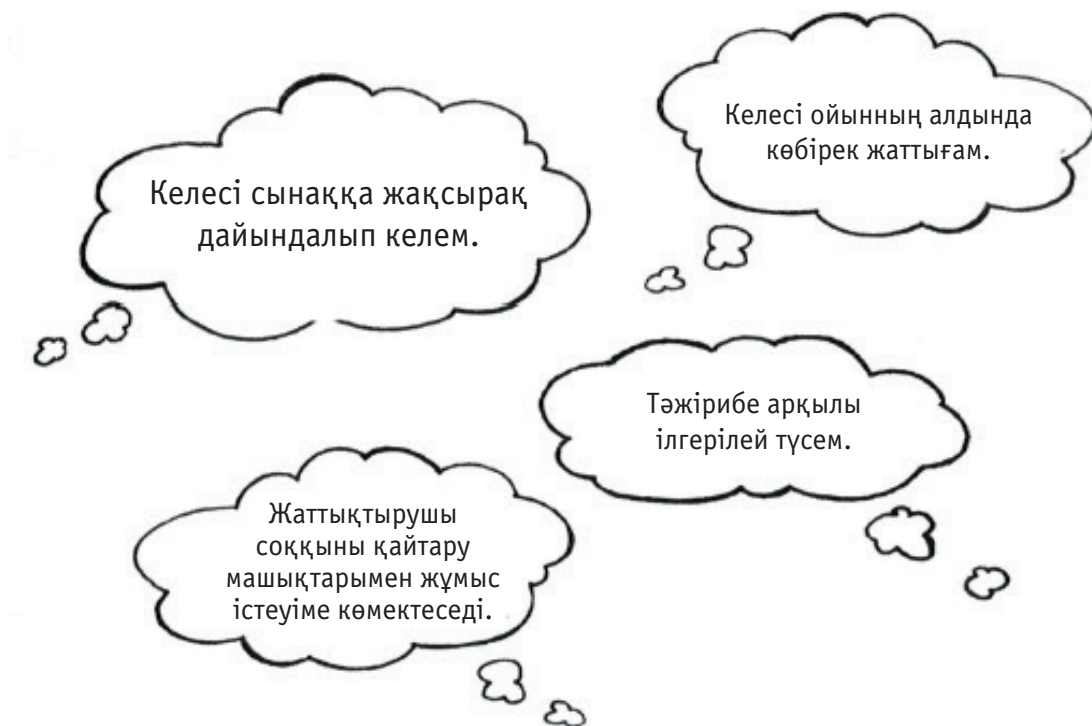 Келесі ойынның алдында
көбірек жаттығам.
Келесі сынаққа жақсырақ
дайындалып келем.
Тәжірибе арқылы
ілгерілей түсем.
Жаттықтырушы
соққыны қайтару
машықтарымен жұмыс
істеуіме көмектеседі.